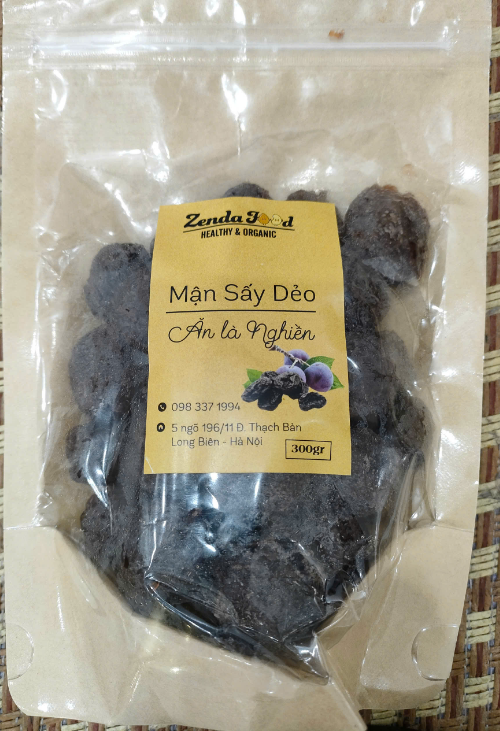 Zenda Food
HEALTHY & ORGANIC
Mận Sấy Dẻo
Ăn là Nghiền
098 337 1994
5 ngõ 196/11 Đ. Thạch Bàn
Long Biên - Hà Nội
300gr